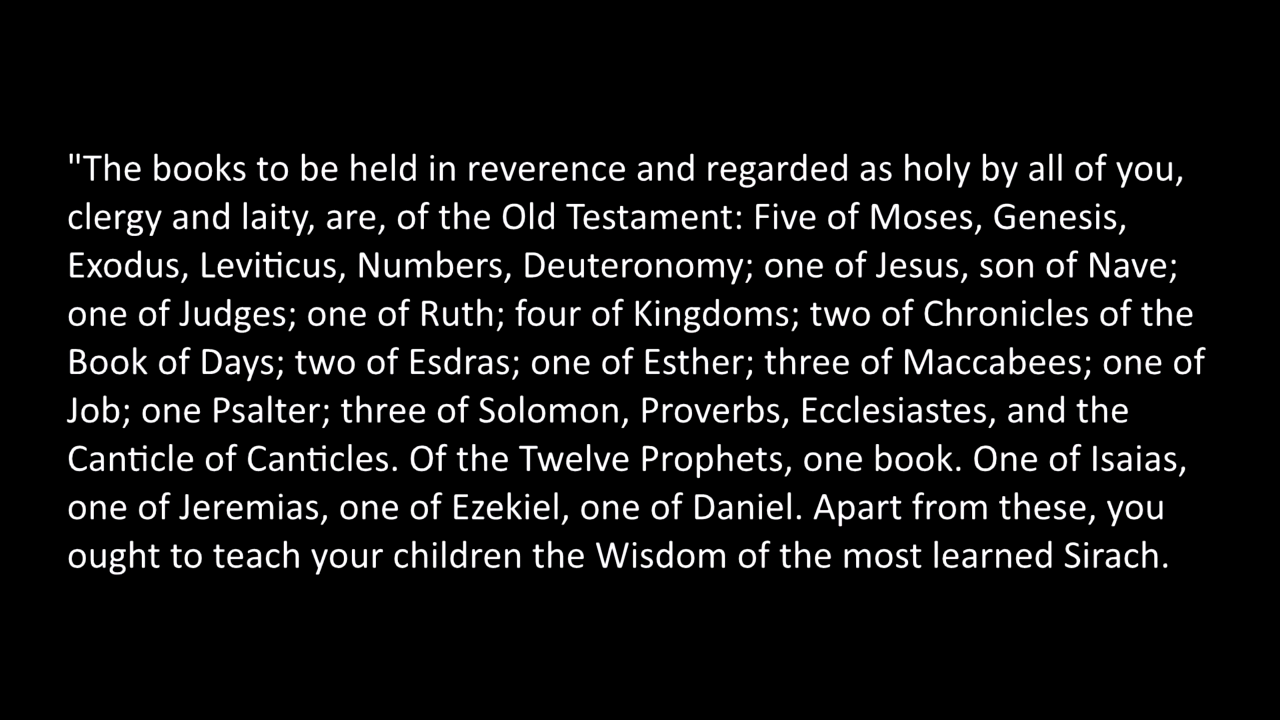 "The books to be held in reverence and regarded as holy by all of you,
clergy and laity, are, of the Old Testament: Five of Moses, Genesis,
Exodus, Leviticus, Numbers, Deuteronomy; one of Jesus, son of Nave;
one of Judges; one of Ruth; four of Kingdoms; two of Chronicles of the
Book of Days; two of Esdras; one of Esther; three of Maccabees; one of
Job; one Psalter; three of Solomon, Proverbs, Ecclesiastes, and the
Canticle of Canticles. Of the Twelve Prophets, one book. One of Isaias,
one of Jeremias, one of Ezekiel, one of Daniel. Apart from these, you
ought to teach your children the Wisdom of the most learned Sirach.